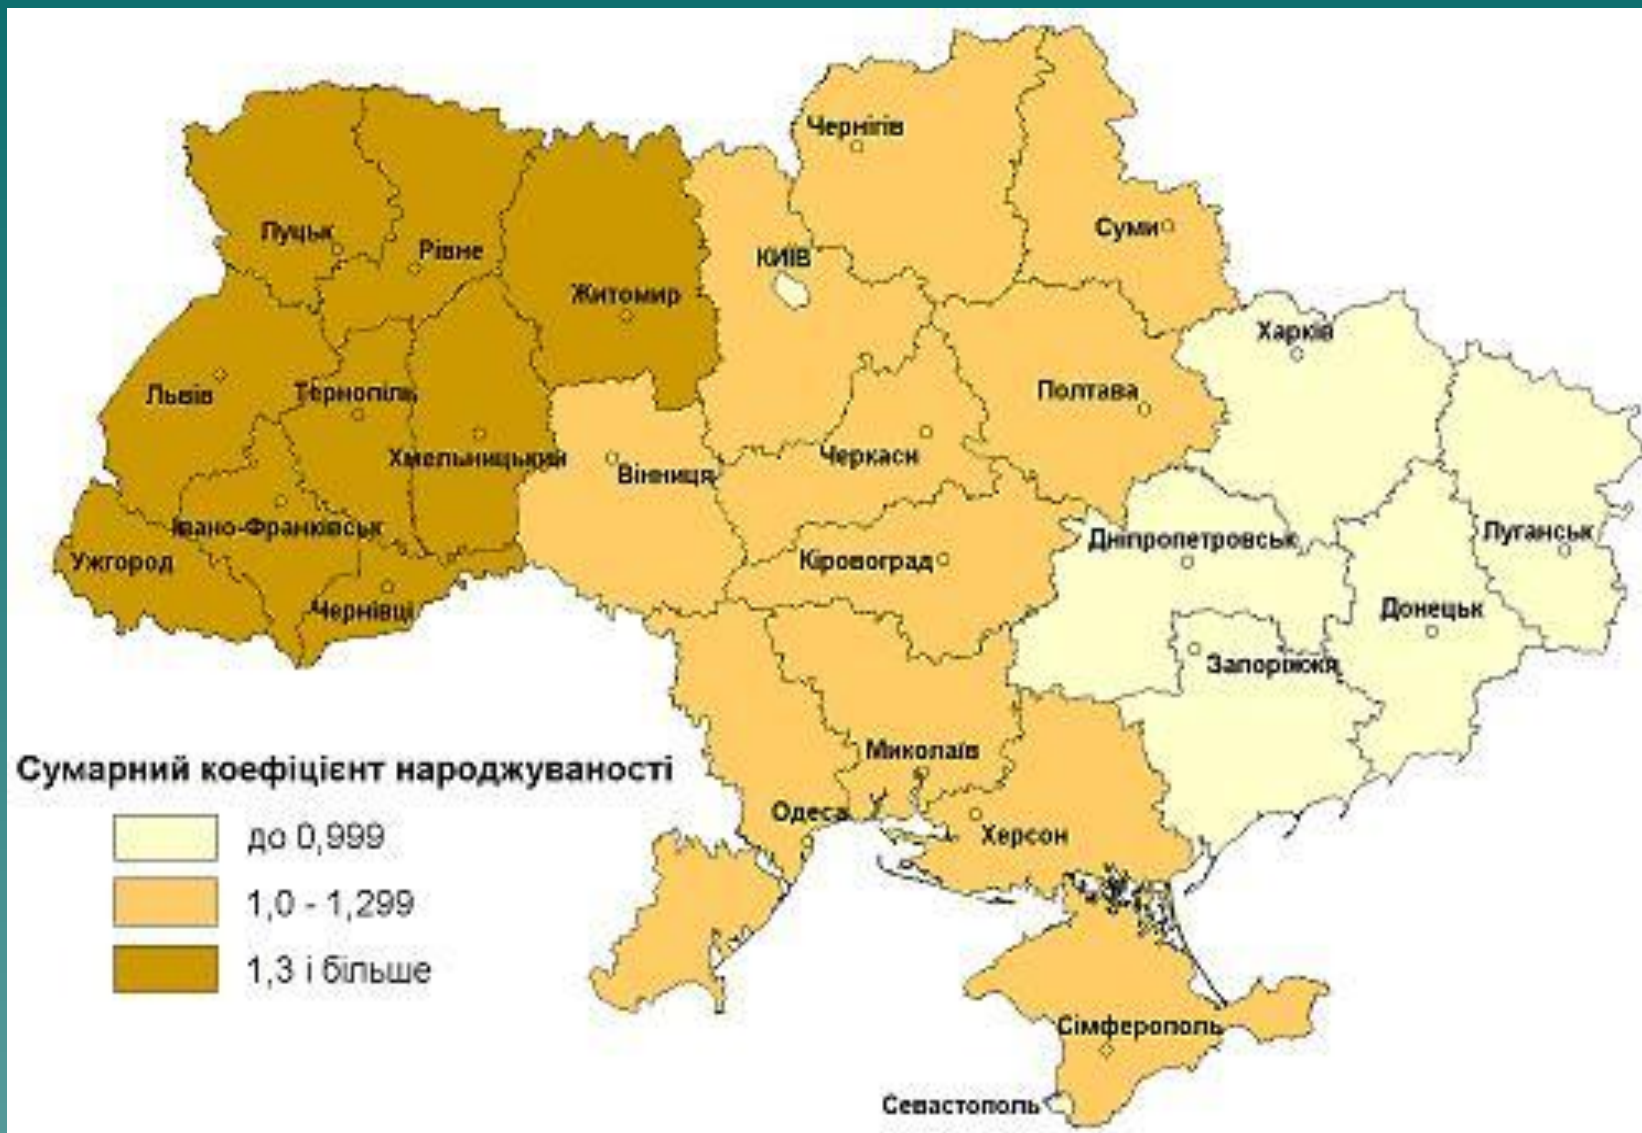 Чернігів
Суми
Луцьк
Рівне
КИЇВ
Житомир
Харків
Львів
Тернопіль
Полтава
Хмельницький
Вінниця
Черкаси
Івано-Франківськ
Ужгород
Кіровоград
Дніпропетровськ
Луганськ
Чернівці
Донецьк
Запоріжжя
Миколаїв
Одеса
Херсон
Сімферополь
Севастополь
Сумарний коефіцієнт народжуваності
до 0,999
1,0 - 1,299
1,3 і більше